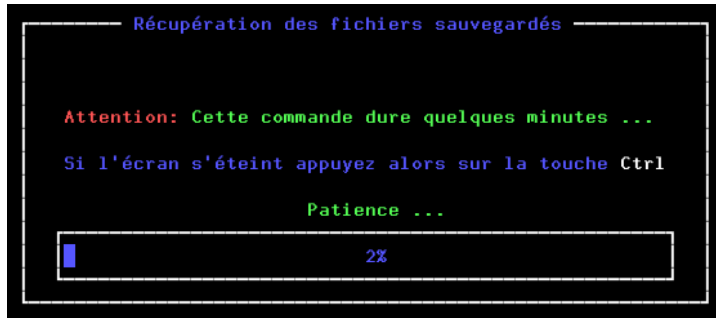 Récupération des fichiers sauvegardés
Attention: Cette commande dure quelques minutes ...
Si l'écran s'éteint appuyez alors sur la touche Ctrl
Patience ...
2%